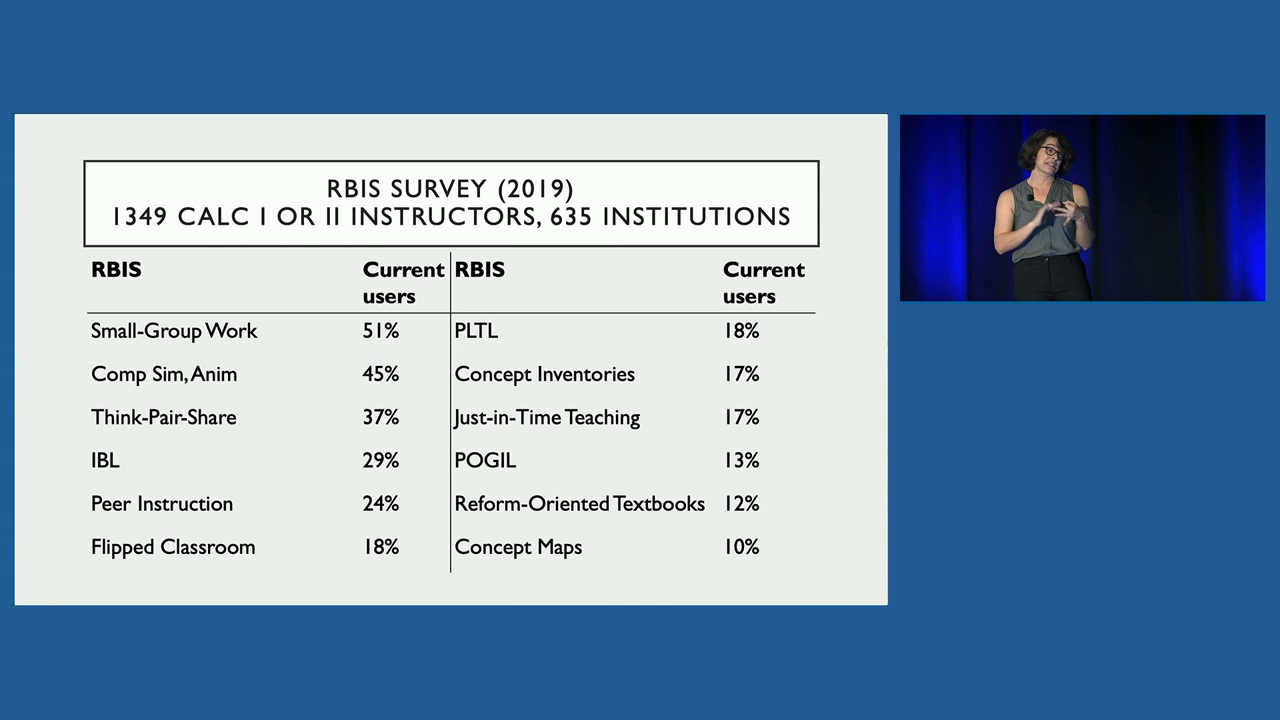 RBIS SURVEY (2019)
1349 CALC I OR II INSTRUCTORS, 635 INSTITUTIONS
RBIS Current users RBIS Current users
Small-Group Work 51% PLTL 18%
Comp Sim, Anim 45% Concept Inventories 17%
Think-Pair-Share 37% Just-in-Time Teaching 17%
IBL 29% POGIL 13%
Peer Instruction 24% Reform-Oriented Textbooks 12%
Flipped Classroom 18% Concept Maps 10%